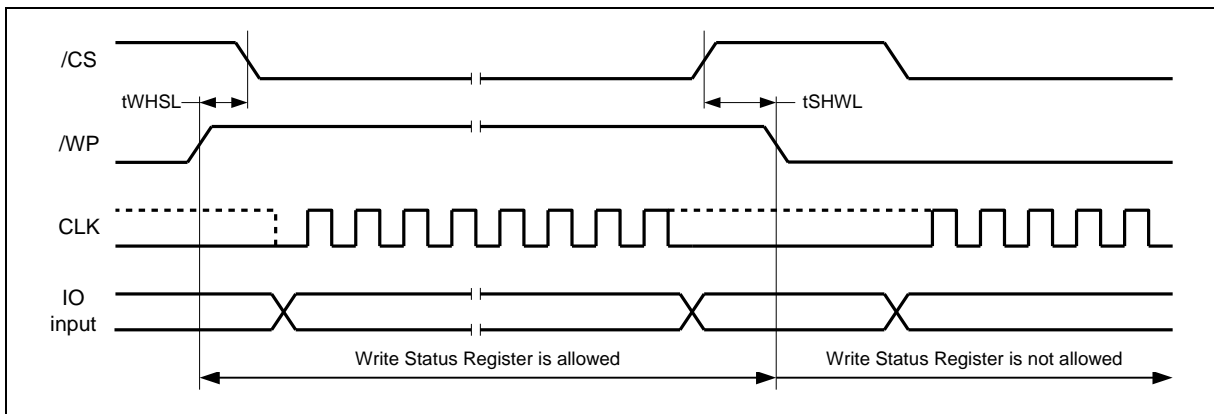 /CS
tWHSL
tSHWL
/WP
CLK
IO
input
Write Status Register is allowed
Write Status Register is not allowed